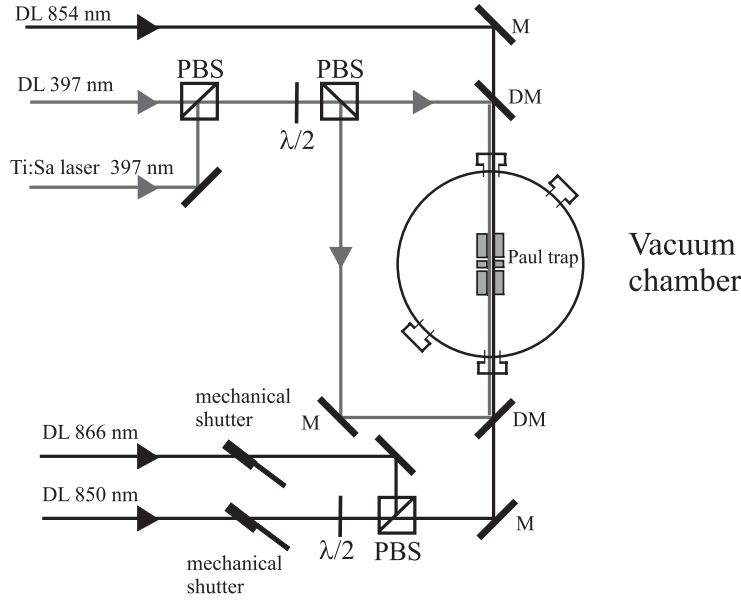 DL 854 nm
M
PBS
PBS
DL 397 nm
DM
λ/2
Ti:Sa laser 397 nm
Paul trap
Vacuum
chamber
mechanical
shutter
M
DM
DL 866 nm
DL 850 nm
M
λ/2
PBS
mechanical
shutter